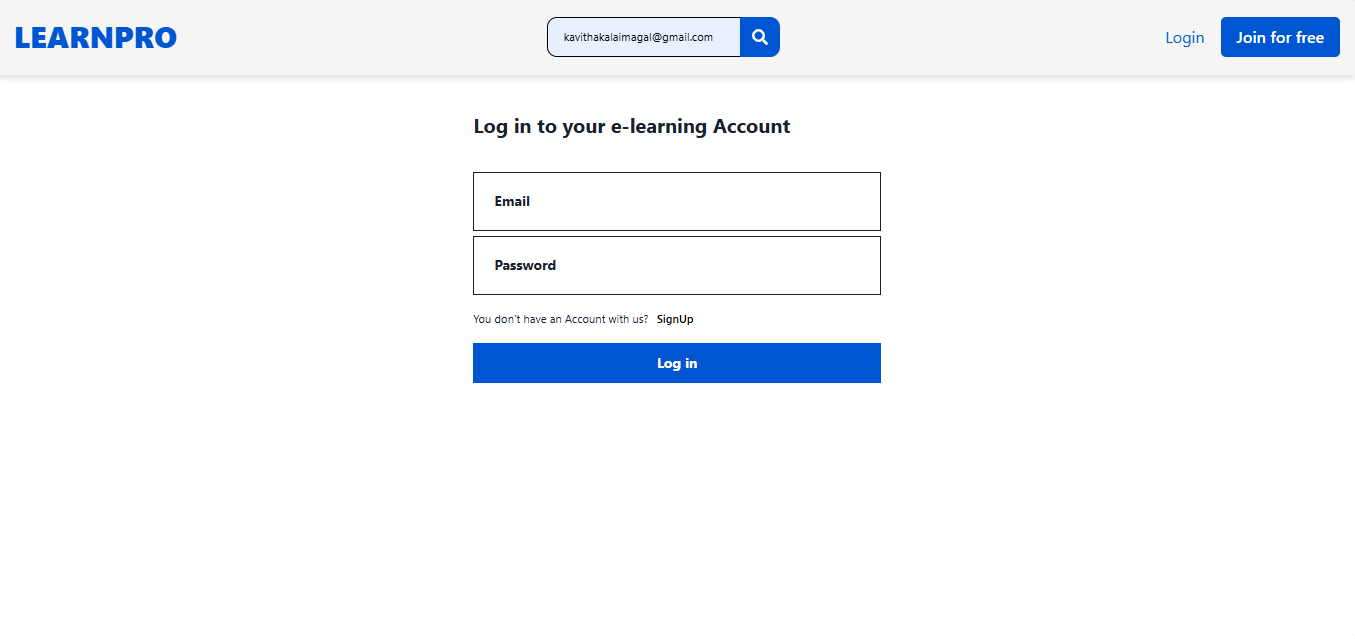 LEARNPRO
kavithakalaimagal@gmail.com
Login
Join for free
Log in to your e-learning Account
Email
Password
You don't have an Account with us? SignUp
Log in